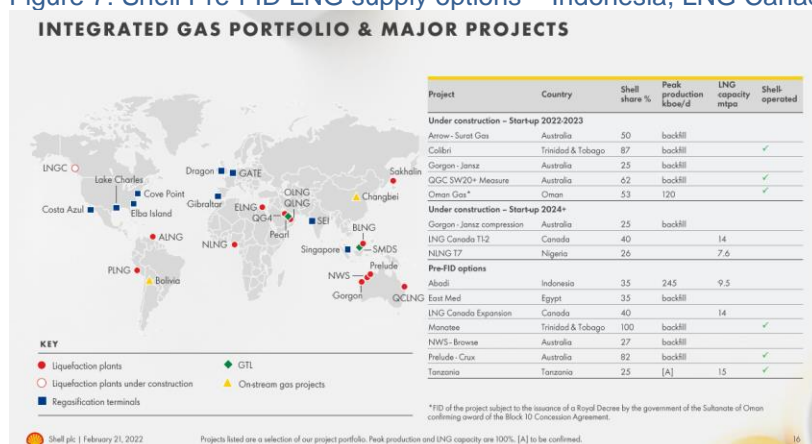 Figure 7: Shell Pre-FID LNG supply options – Indonesia, LNG Cana
INTEGRATED GAS PORTFOLIO & MAJOR PROJECTS
LNGC
Lake Charles
Cove Point
Costa Azul
Elba Island
Dragon
GATE
Gibraltar
ELNG
OLNG
QLNG
QG4
Pearl
SEI
Sakhalin
Changbei
BLNG
SMDS
Singapore
ALNG
NLNG
PLNG
Bolivia
Prelude
NWS
Gorgon
QCLNG
KEY
Liquefaction plants
GTL
Liquefaction plants under construction
On-stream gas projects
Regasification terminals
Project Country Shell share % Peak production kboe/d LNG capacity mtpa Shell-operated
Under construction – Start-up 2022-2023
Arrow - Surat Gas Australia 50 backfill
Colibri Trinidad & Tobago 87 backfill ✓
Gorgon - Jansz Australia 25 backfill
QGC SW20+ Measure Australia 62 backfill ✓
Oman Gas* Oman 53 120 ✓
Under construction – Start-up 2024+
Gorgon - Jansz compression Australia 25 backfill
LNG Canada T1-2 Canada 40 14
NLNG T7 Nigeria 26 7.6
Pre-FID options
Abadi Indonesia 35 245 9.5
East Med Egypt 35 backfill
LNG Canada Expansion Canada 40 14
Manatee Trinidad & Tobago 100 backfill ✓
NWS - Browse Australia 27 backfill
Prelude - Crux Australia 82 backfill ✓
Tanzania Tanzania 25 [A] 15 ✓
*FID of the project subject to the issuance of a Royal Decree by the government of the Sultanate of Oman
confirming award of the Block 10 Concession Agreement.
Shell plc | February 21, 2022 Projects listed are a selection of our project portfolio. Peak production and LNG capacity are 100%. [A] to be confirmed. 16